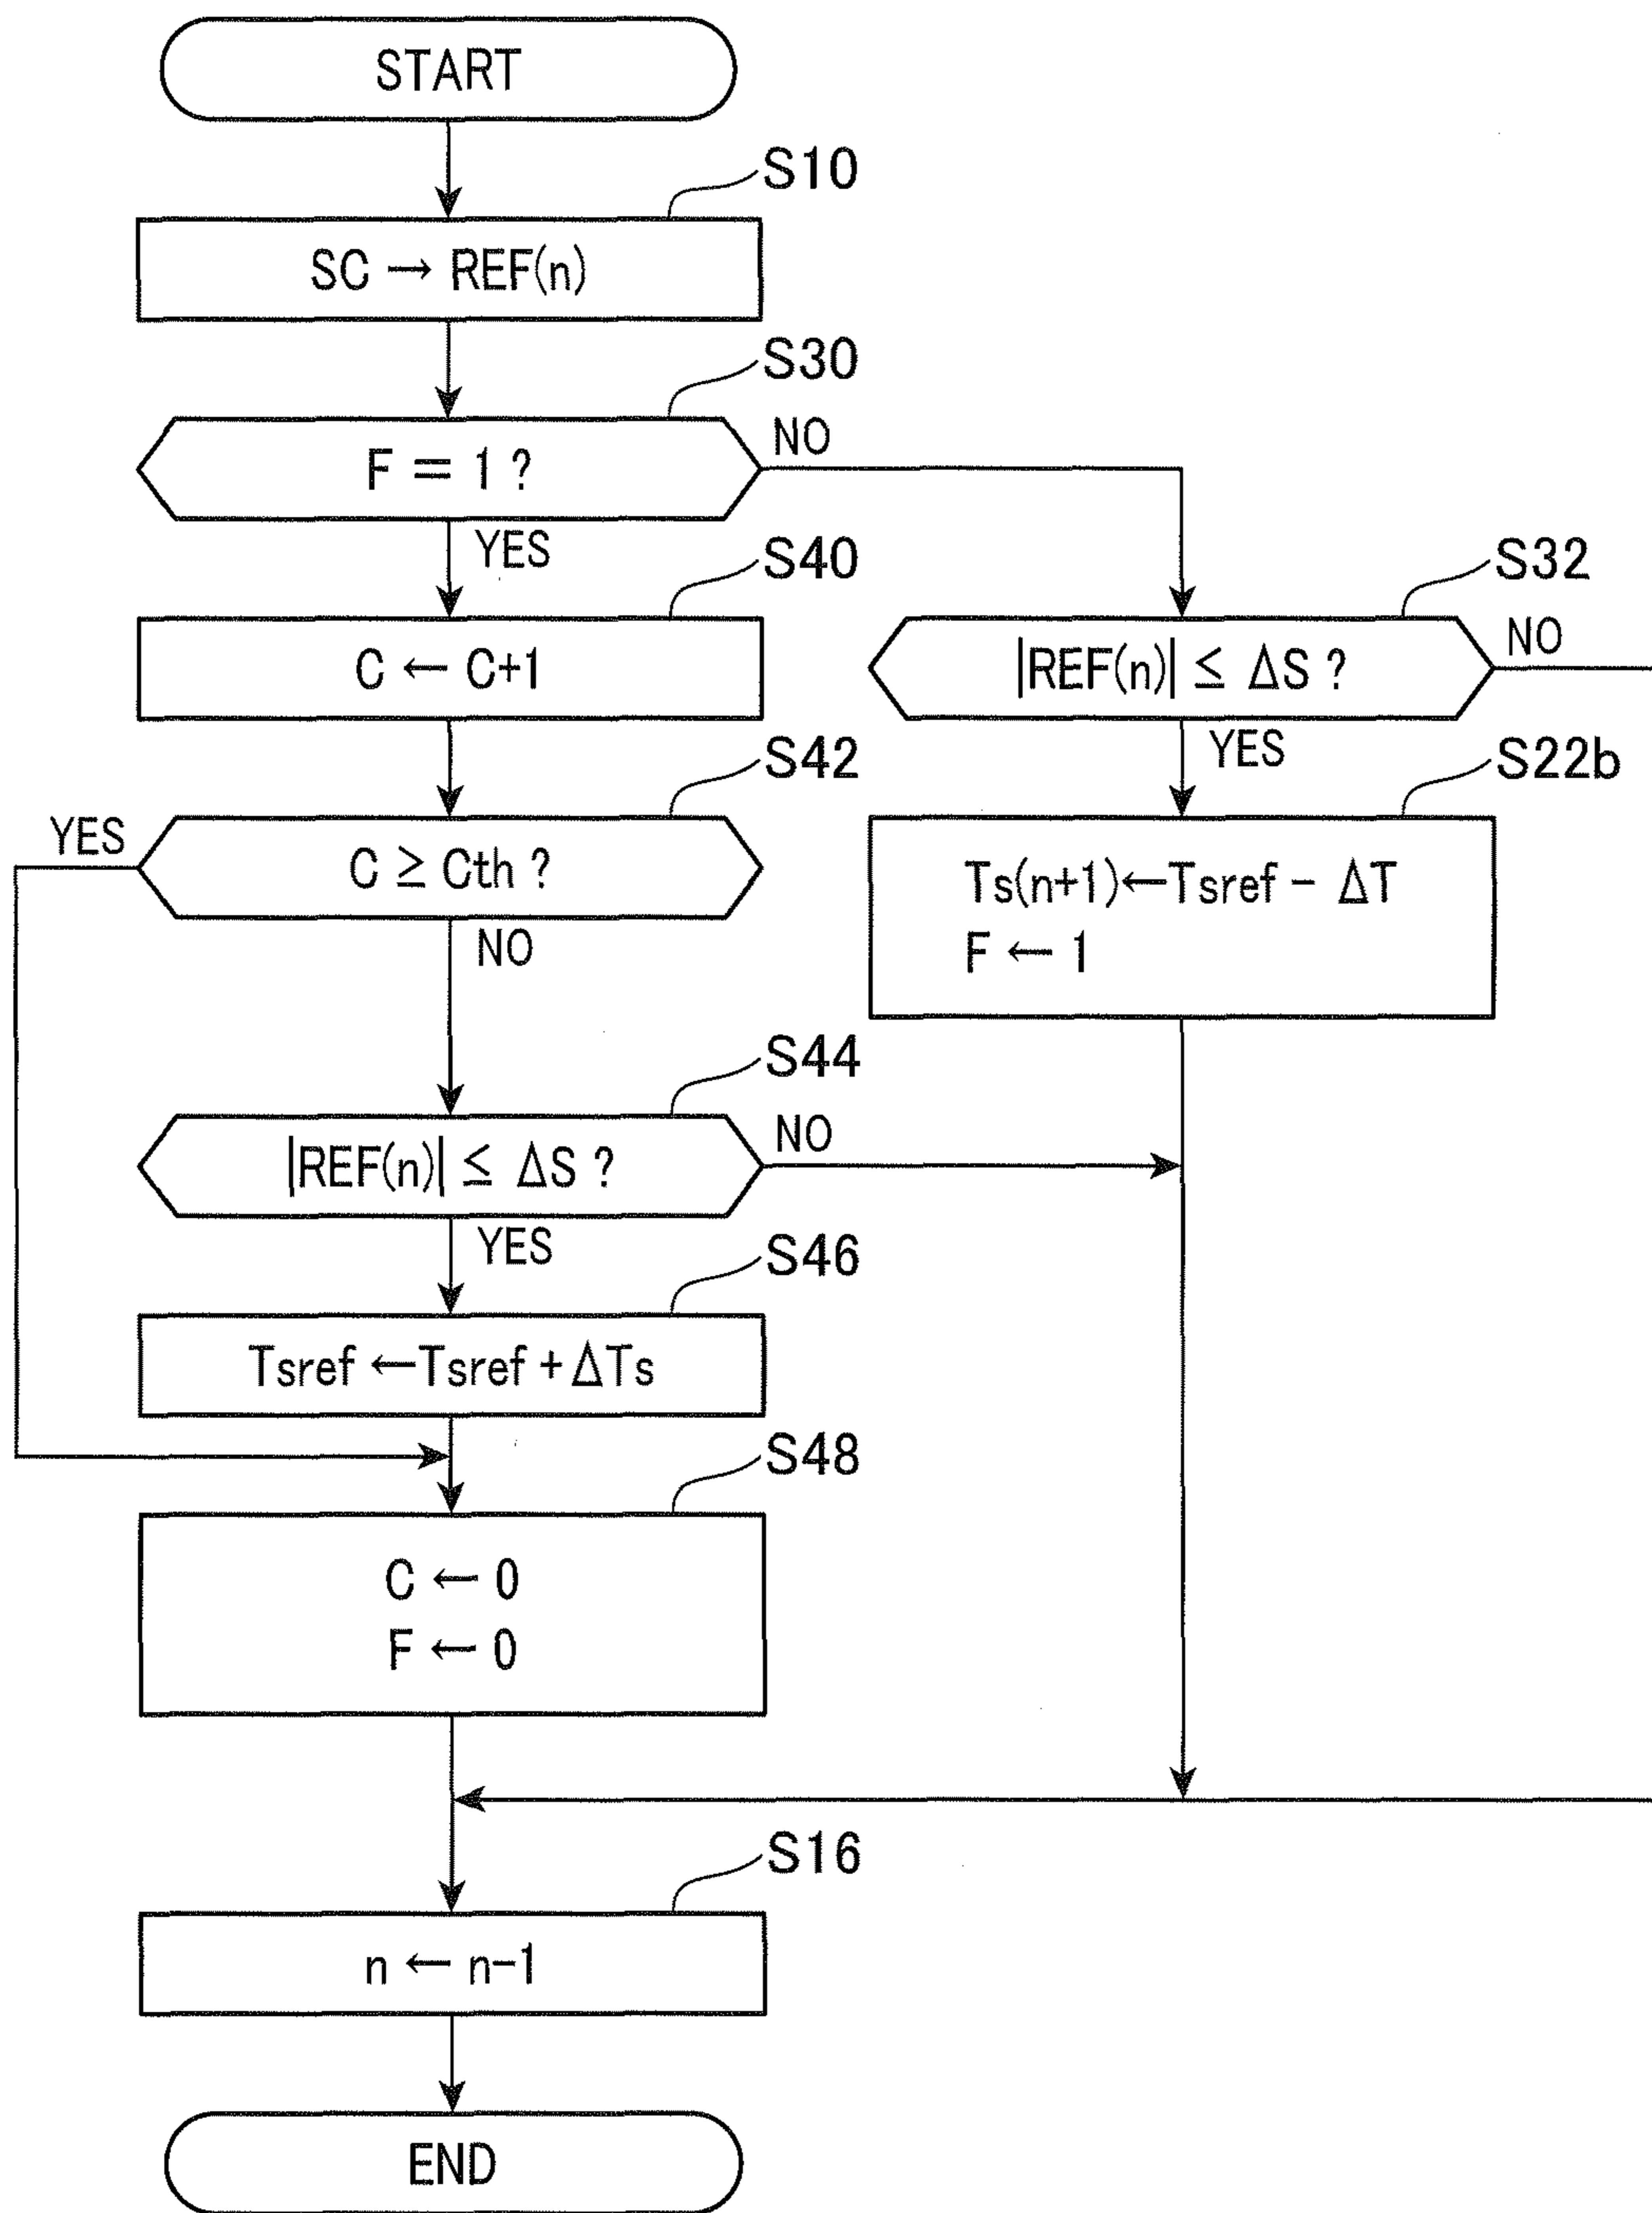 START
S10
SC → REF(n)
S30
F = 1 ?
NO
YES
S40
C ← C+1
S32
|REF(n)| ≤ ΔS ?
NO
YES
S42
YES
C ≥ Cth ?
NO
S22b
Ts(n+1)←Tsref - ΔT
F ← 1
S44
|REF(n)| ≤ ΔS ?
NO
YES
S46
Tsref ←Tsref + ΔTs
S48
C ← 0
F ← 0
S16
n ← n-1
END